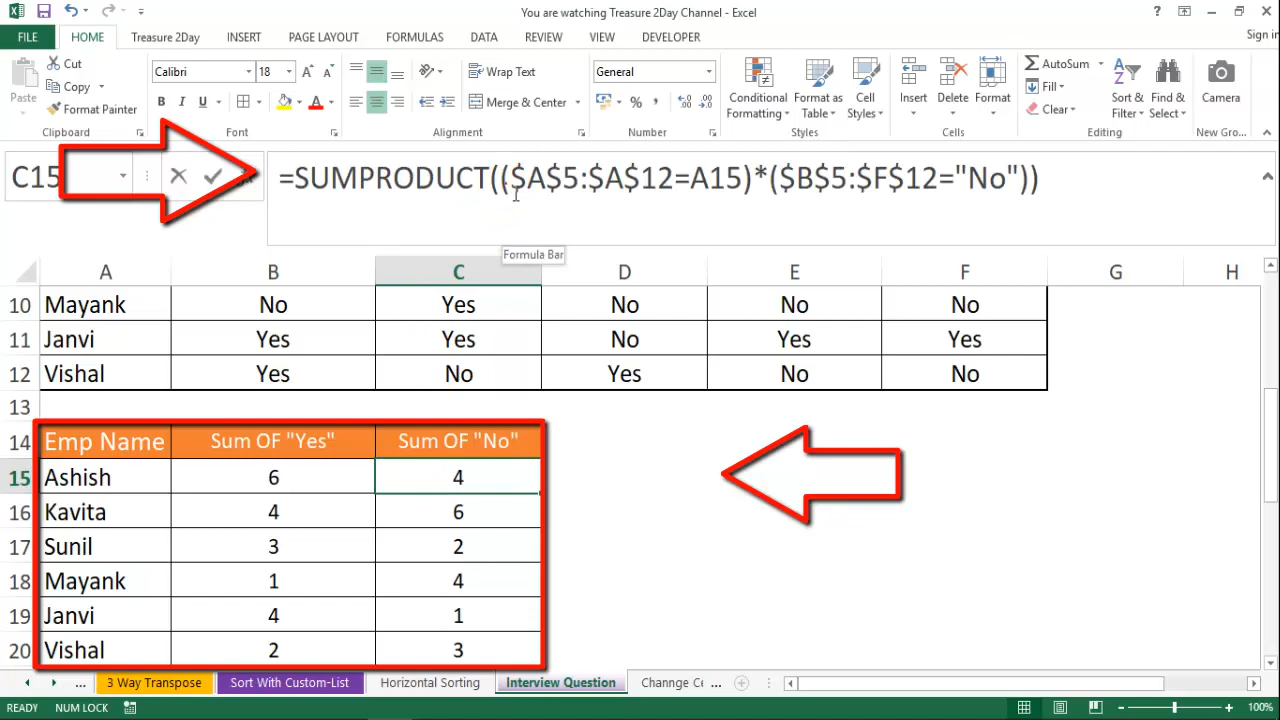 You are watching Treasure 2Day Channel - Excel
FILE HOME Treasure 2Day INSERT PAGE LAYOUT FORMULAS DATA REVIEW VIEW DEVELOPER Sign in
Paste
Cut
Copy
Format Painter
Clipboard
Calibri 18
B I U
Font
Wrap Text
Merge & Center
Alignment
General
Number
Conditional Formatting
Format as Table
Cell Styles
Styles
Insert Delete Format
Cells
AutoSum
Fill
Clear
Sort & Filter
Find & Select
Editing
Camera
New Gro...
C15
=SUMPRODUCT(($A$5:$A$12=A15)*($B$5:$F$12="No"))
Formula Bar
A B C D E F G H
10 Mayank No Yes No No No
11 Janvi Yes Yes No Yes Yes
12 Vishal Yes No Yes No No
13
14 Emp Name Sum OF "Yes" Sum OF "No"
15 Ashish 6 4
16 Kavita 4 6
17 Sunil 3 2
18 Mayank 1 4
19 Janvi 4 1
20 Vishal 2 3
... 3 Way Transpose Sort With Custom-List Horizontal Sorting Interview Question Channge Ce ...
READY NUM LOCK 100%